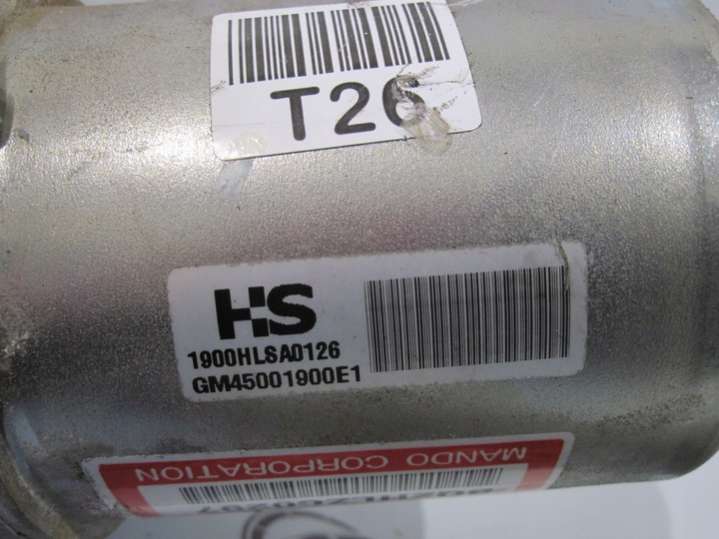 T26
HS
1900HLSA0126
GM45001900E1
MANDO CORPORATION